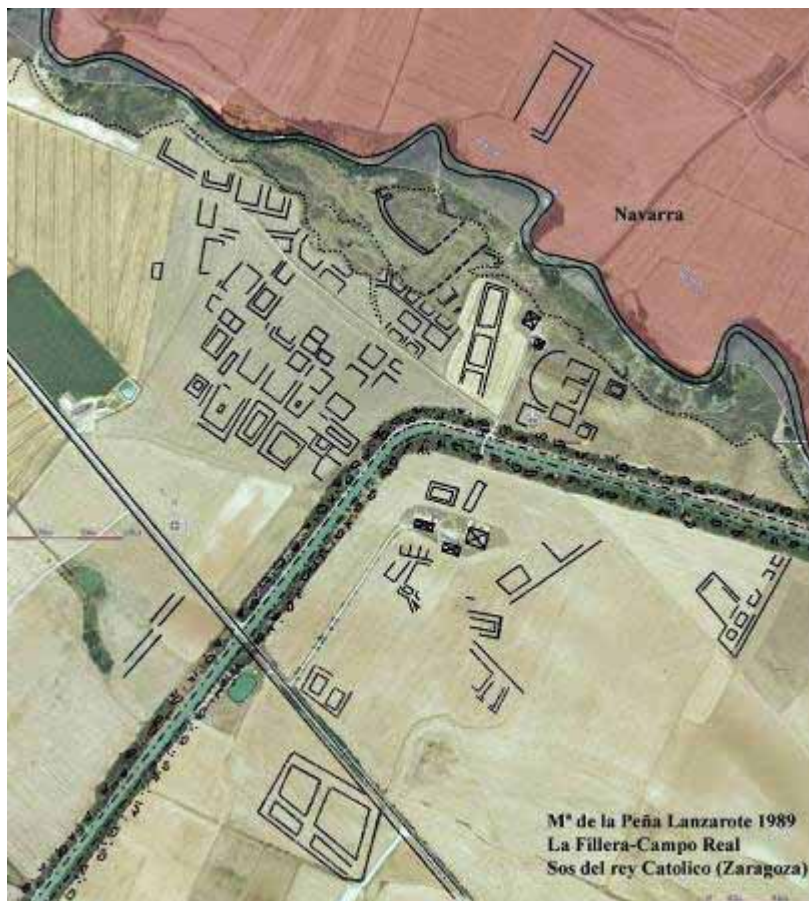 Navarra
Mª de la Peña Lanzarote 1989
La Fillera-Campo Real
Sos del rey Catolico (Zaragoza)